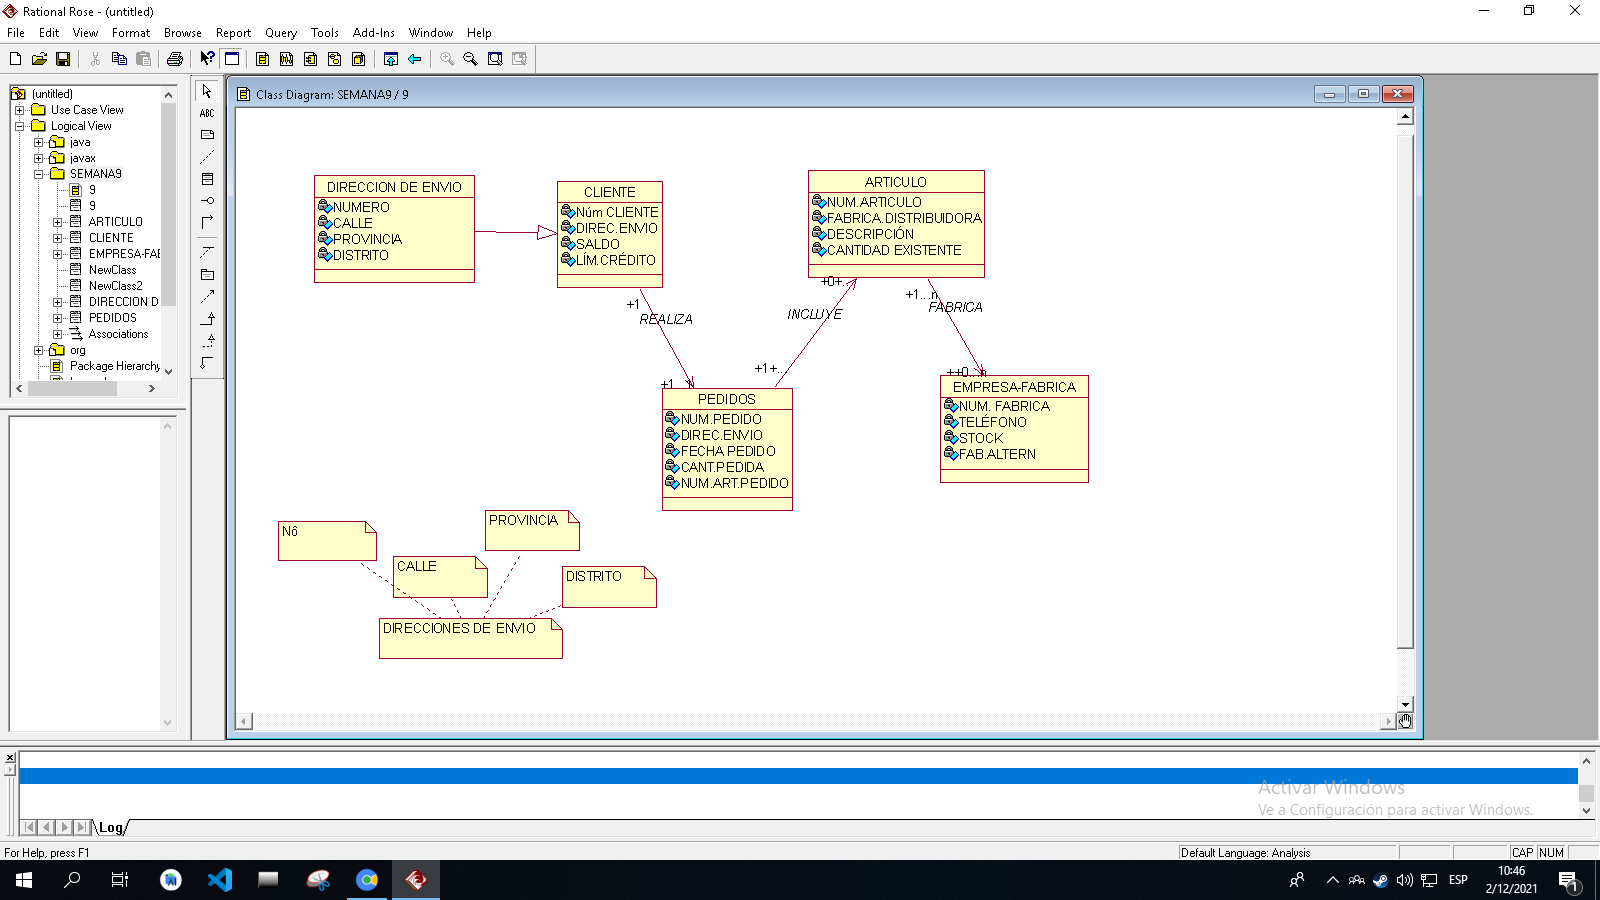 Rational Rose - (untitled)
File Edit View Format Browse Report Query Tools Add-Ins Window Help
(untitled)
Use Case View
Logical View
java
javax
SEMANA9
9
9
ARTICULO
CLIENTE
EMPRESA-FAE
NewClass
NewClass2
DIRECCION D
PEDIDOS
Associations
org
Package Hierarchy
ABC
Class Diagram: SEMANA9 / 9
DIRECCION DE ENVIO
NUMERO
CALLE
PROVINCIA
DISTRITO
CLIENTE
Núm CLIENTE
DIREC.ENVIO
SALDO
LÍM.CRÉDITO
ARTICULO
NUM.ARTICULO
FABRICA.DISTRIBUIDORA
DESCRIPCIÓN
CANTIDAD EXISTENTE
+1
REALIZA
+0+..
INCLUYE
+1...n
FABRICA
+1+..
PEDIDOS
NUM.PEDIDO
DIREC.ENVIO
FECHA PEDIDO
CANT.PEDIDA
NUM.ART.PEDIDO
EMPRESA-FABRICA
NUM. FABRICA
TELÉFONO
STOCK
FAB.ALTERN
Nô
CALLE
PROVINCIA
DISTRITO
DIRECCIONES DE ENVIO
Activar Windows
Ve a Configuración para activar Windows.
Log
For Help, press F1
Default Language: Analysis
CAP NUM
ESP
10:46
2/12/2021
1